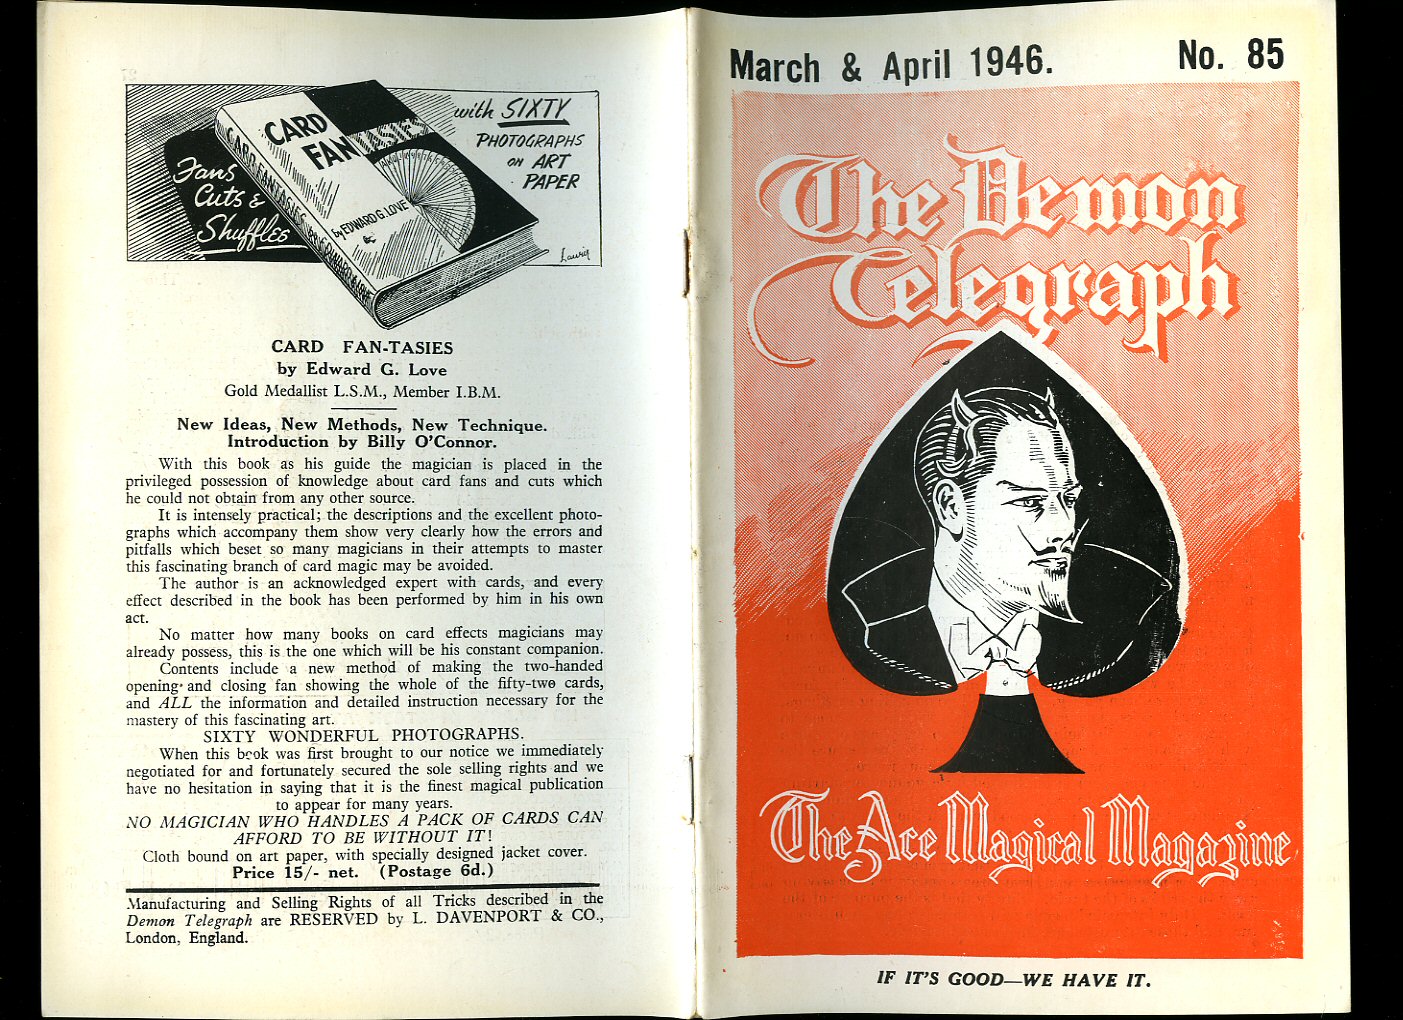 with SIXTY
PHOTOGRAPHS
ON ART
PAPER
Fans
Cuts &
Shuffles
CARD
FAN
TASIES
by EDWARD G. LOVE
CARD FANTASIES by EDWARD G. LOVE
Laurie
CARD FAN-TASIES
by Edward G. Love
Gold Medallist L.S.M., Member I.B.M.
New Ideas, New Methods, New Technique.
Introduction by Billy O'Connor.
With this book as his guide the magician is placed in the
privileged possession of knowledge about card fans and cuts which
he could not obtain from any other source.
It is intensely practical; the descriptions and the excellent photo-
graphs which accompany them show very clearly how the errors and
pitfalls which beset so many magicians in their attempts to master
this fascinating branch of card magic may be avoided.
The author is an acknowledged expert with cards, and every
effect described in the book has been performed by him in his own
act.
No matter how many books on card effects magicians may
already possess, this is the one which will be his constant companion.
Contents include a new method of making the two-handed
opening and closing fan showing the whole of the fifty-two cards,
and ALL the information and detailed instruction necessary for the
mastery of this fascinating art.
SIXTY WONDERFUL PHOTOGRAPHS.
When this book was first brought to our notice we immediately
negotiated for and fortunately secured the sole selling rights and we
have no hesitation in saying that it is the finest magical publication
to appear for many years.
NO MAGICIAN WHO HANDLES A PACK OF CARDS CAN
AFFORD TO BE WITHOUT IT!
Cloth bound on art paper, with specially designed jacket cover.
Price 15/- net. (Postage 6d.)
Manufacturing and Selling Rights of all Tricks described in the
Demon Telegraph are RESERVED by L. DAVENPORT & CO.,
London, England.
March & April 1946. No. 85
The Demon
Telegraph
The Ace Magical Magazine
IF IT'S GOOD—WE HAVE IT.